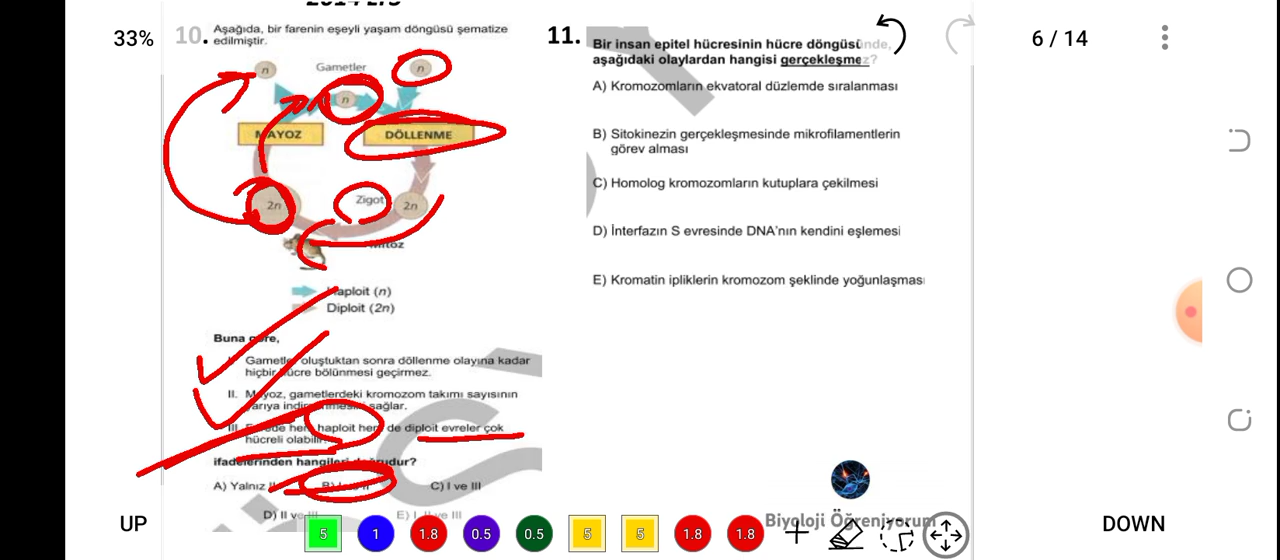 33%
10. Aşağıda, bir farenin eşeyli yaşam döngüsü şematize
edilmiştir.
n
Gametler
n
n
MAYOZ
DÖLLENME
2n
Zigot
2n
Haploit (n)
Diploit (2n)
Buna göre,
Gametler oluştuktan sonra döllenme olayına kadar
hiçbir hücre bölünmesi geçirmez.
II. Mayoz, gametlerdeki kromozom takımı sayısının
yarıya indirgenmesini sağlar.
III. hem haploit hem de diploit evreler çok
hücreli olabilir.
ifadelerinden hangileri doğrudur?
A) Yalnız II
B) I ve II
C) I ve III
D) II ve III
E) I, II ve III
11. Bir insan epitel hücresinin hücre döngüsünde,
aşağıdaki olaylardan hangisi gerçekleşmez?
A) Kromozomların ekvatoral düzlemde sıralanması
B) Sitokinezin gerçekleşmesinde mikrofilamentlerin
görev alması
C) Homolog kromozomların kutuplara çekilmesi
D) İnterfazın S evresinde DNA'nın kendini eşlemesi
E) Kromatin ipliklerin kromozom şeklinde yoğunlaşması
6 / 14
UP
5
1
1.8
0.5
0.5
5
5
1.8
1.8
Biyoloji Öğreniyorum
DOWN